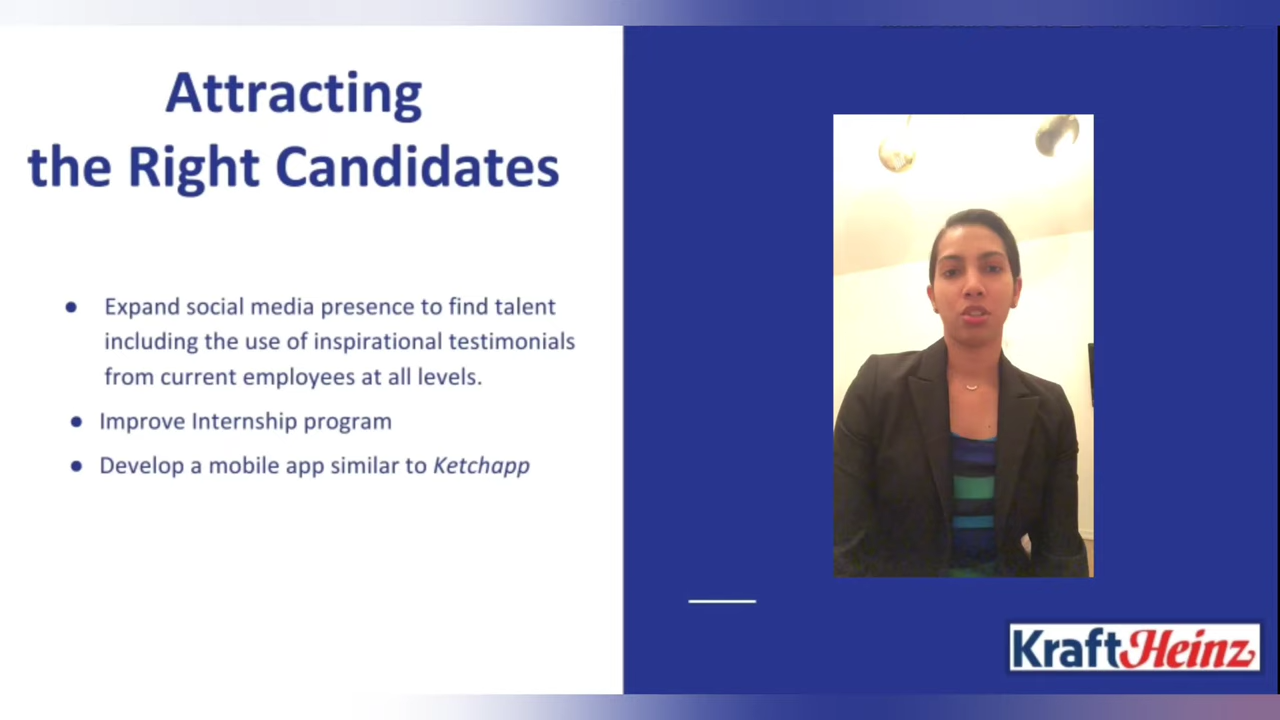 Attracting
the Right Candidates
● Expand social media presence to find talent
including the use of inspirational testimonials
from current employees at all levels.
● Improve Internship program
● Develop a mobile app similar to Ketchapp
KraftHeinz